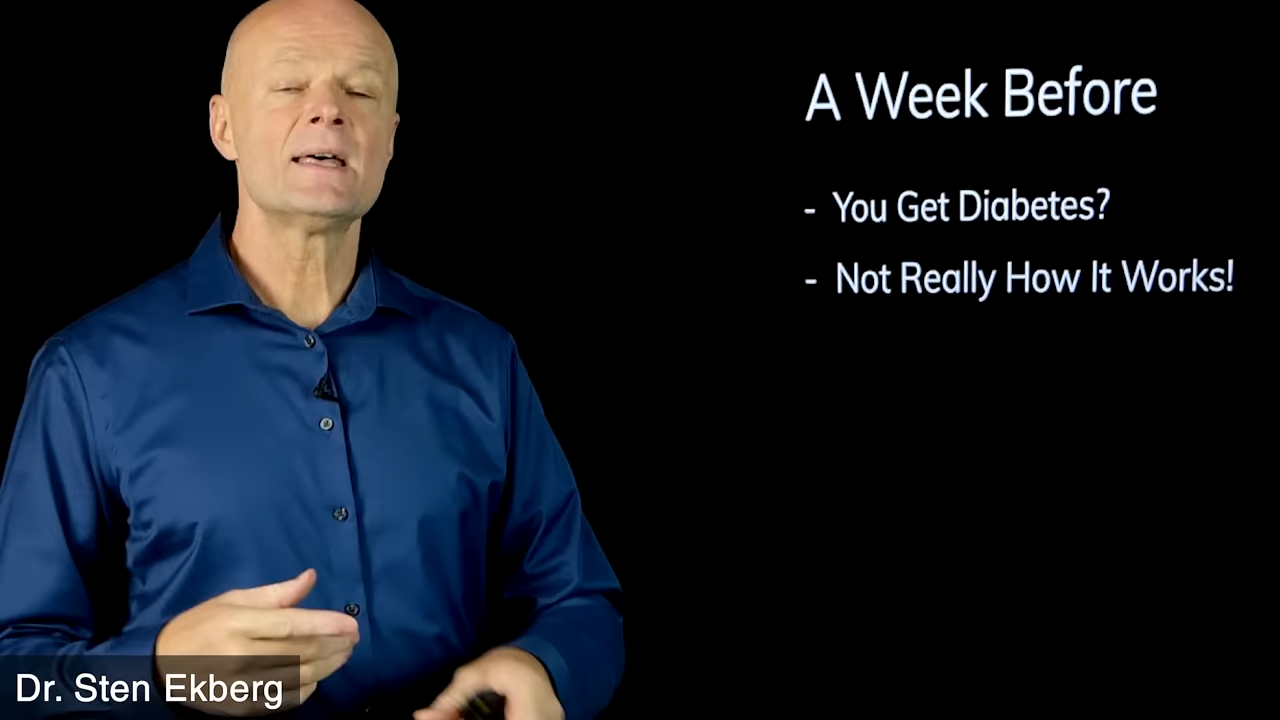 A Week Before
- You Get Diabetes?
- Not Really How It Works!
Dr. Sten Ekberg